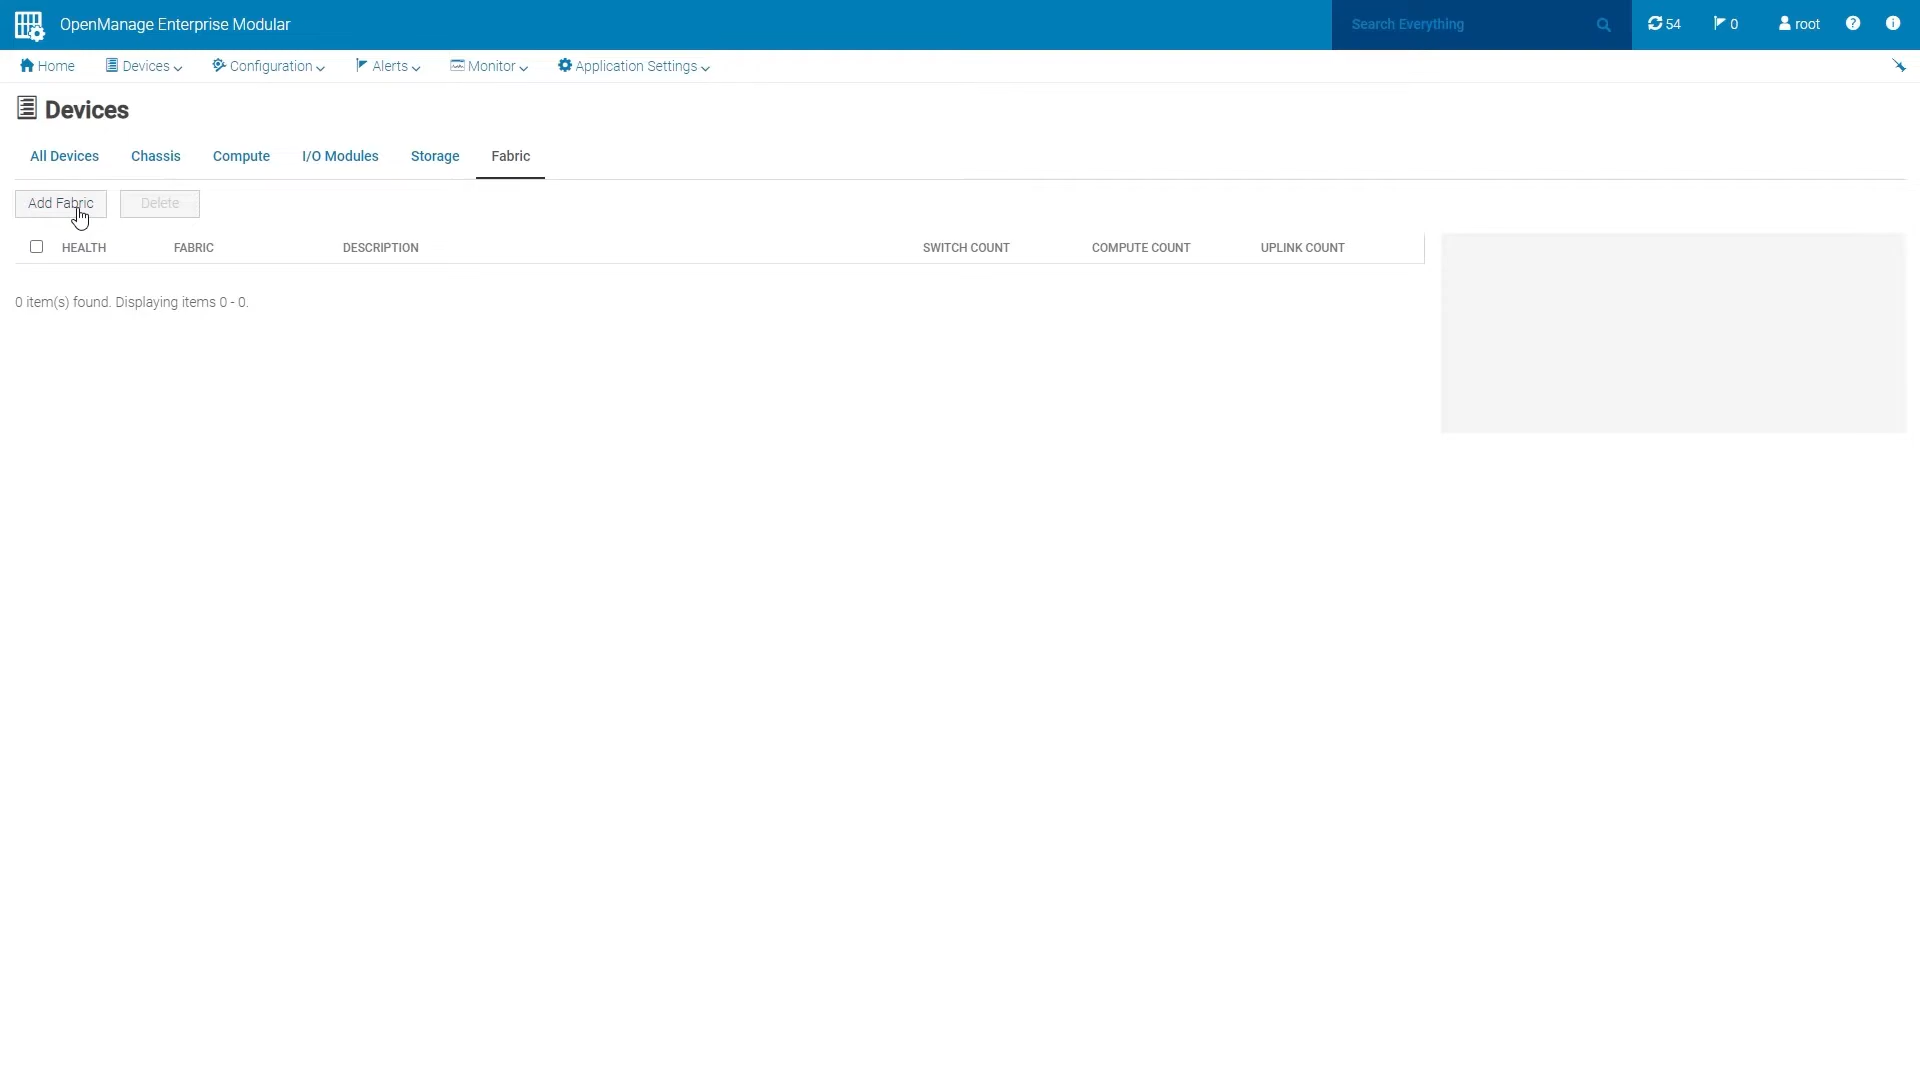 OpenManage Enterprise Modular
Search Everything
54
0
root
Home
Devices
Configuration
Alerts
Monitor
Application Settings
Devices
All Devices
Chassis
Compute
I/O Modules
Storage
Fabric
Add Fabric
Delete
HEALTH
FABRIC
DESCRIPTION
SWITCH COUNT
COMPUTE COUNT
UPLINK COUNT
0 item(s) found. Displaying items 0 - 0.